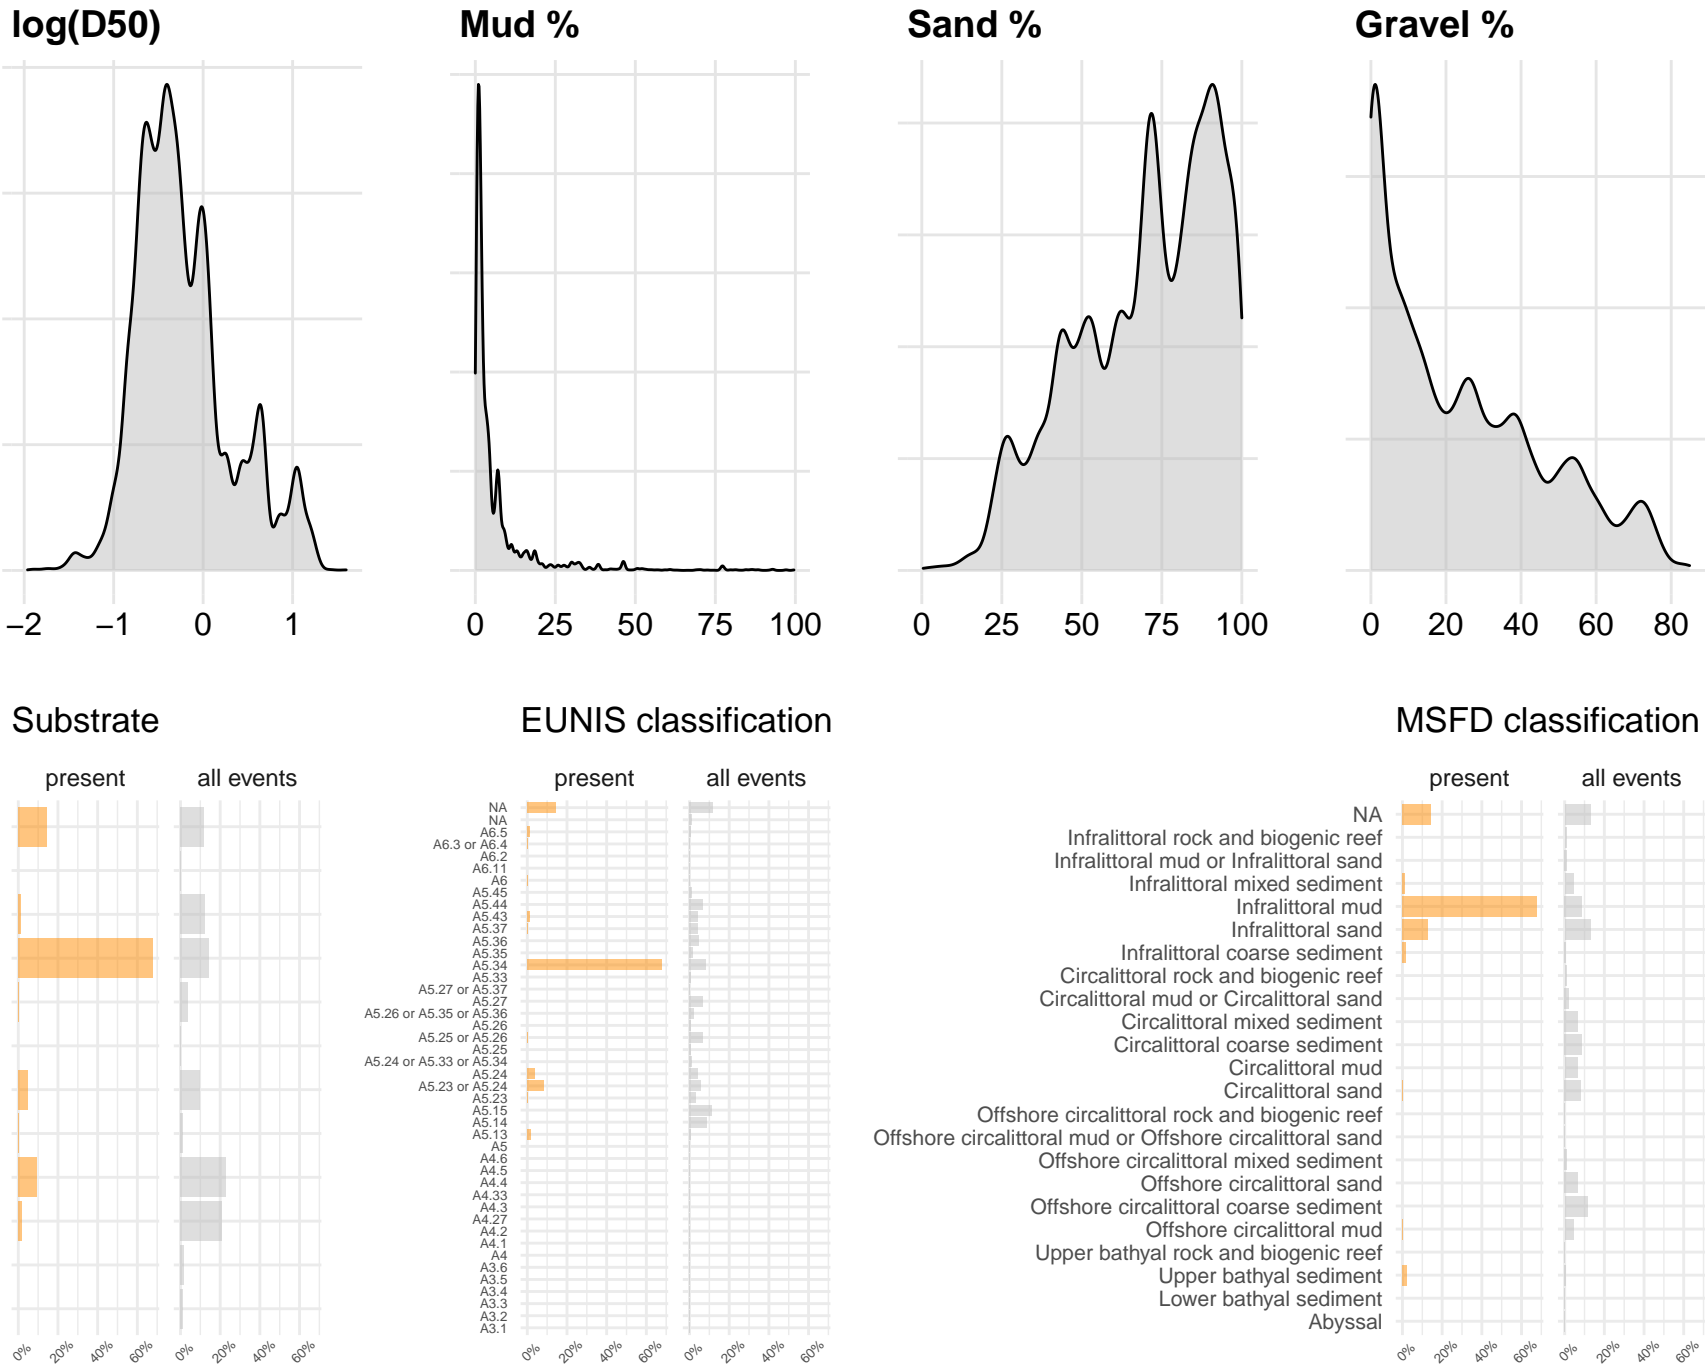 log(D50)
Mud %
Sand %
Gravel %
−2 −1 0 1
0 25 50 75 100
0 25 50 75 100
0 20 40 60 80
Substrate
present all events
0% 20% 40% 60% 0% 20% 40% 60%
EUNIS classification
present all events
NA
NA
A6.5
A6.3 or A6.4
A6.2
A6.11
A6
A5.45
A5.44
A5.43
A5.37
A5.36
A5.35
A5.34
A5.33
A5.27 or A5.37
A5.27
A5.26 or A5.35 or A5.36
A5.26
A5.25 or A5.26
A5.25
A5.24 or A5.33 or A5.34
A5.24
A5.23 or A5.24
A5.23
A5.15
A5.14
A5.13
A5
A4.6
A4.5
A4.4
A4.33
A4.3
A4.27
A4.2
A4.1
A4
A3.6
A3.5
A3.4
A3.3
A3.2
A3.1
0% 20% 40% 60% 0% 20% 40% 60%
MSFD classification
present all events
NA
Infralittoral rock and biogenic reef
Infralittoral mud or Infralittoral sand
Infralittoral mixed sediment
Infralittoral mud
Infralittoral sand
Infralittoral coarse sediment
Circalittoral rock and biogenic reef
Circalittoral mud or Circalittoral sand
Circalittoral mixed sediment
Circalittoral coarse sediment
Circalittoral mud
Circalittoral sand
Offshore circalittoral rock and biogenic reef
Offshore circalittoral mud or Offshore circalittoral sand
Offshore circalittoral mixed sediment
Offshore circalittoral sand
Offshore circalittoral coarse sediment
Offshore circalittoral mud
Upper bathyal rock and biogenic reef
Upper bathyal sediment
Lower bathyal sediment
Abyssal
0% 20% 40% 60% 0% 20% 40% 60%